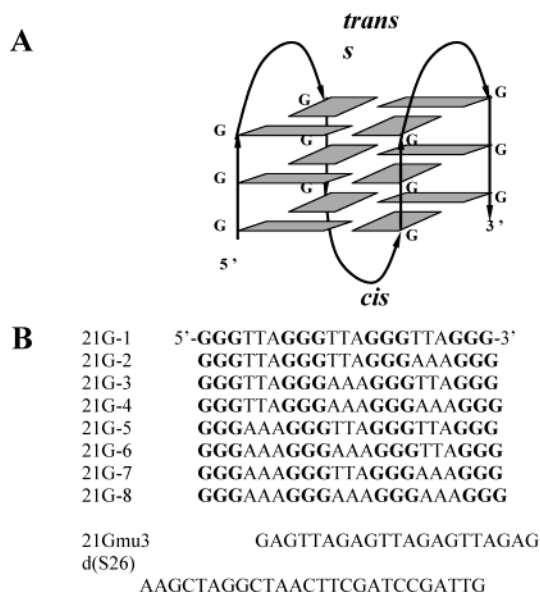 trans
A
s
G G
G G G
G
G G G G
G G
5’ 3’
cis
B 21G-1 5’-GGGTTAGGGTTAGGGTTAGGG-3’
21G-2 GGGTTAGGGTTAGGGAAAGGG
21G-3 GGGTTAGGGAAAGGGTTAGGG
21G-4 GGGTTAGGGAAAGGGAAAGGG
21G-5 GGGAAAGGGTTAGGGTTAGGG
21G-6 GGGAAAGGGAAAGGGTTAGGG
21G-7 GGGAAAGGGTTAGGGAAAGGG
21G-8 GGGAAAGGGAAAGGGAAAGGG
21Gmu3 GAGTTAGAGTTAGAGTTAGAG
d(S26)
AAGCTAGGCTAACTTCGATCCGATTG